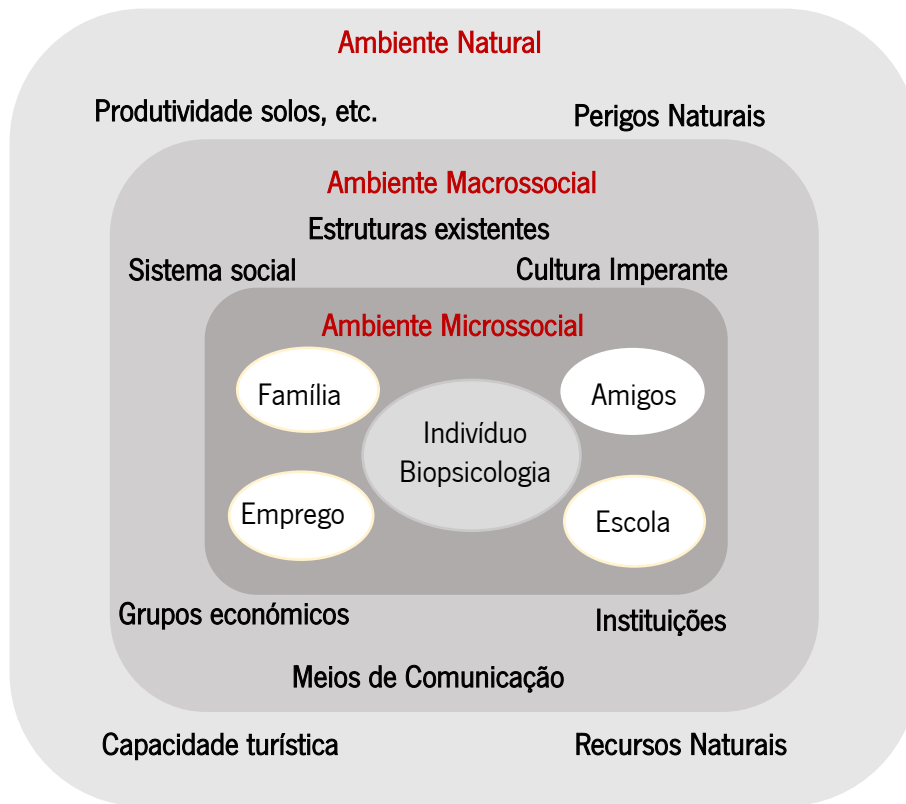 Ambiente Natural
Produtividade solos, etc.
Perigos Naturais
Ambiente Macrossocial
Estruturas existentes
Sistema social
Cultura Imperante
Ambiente Microssocial
Família
Amigos
Indivíduo
Biopsicologia
Emprego
Escola
Grupos económicos
Instituições
Meios de Comunicação
Capacidade turística
Recursos Naturais